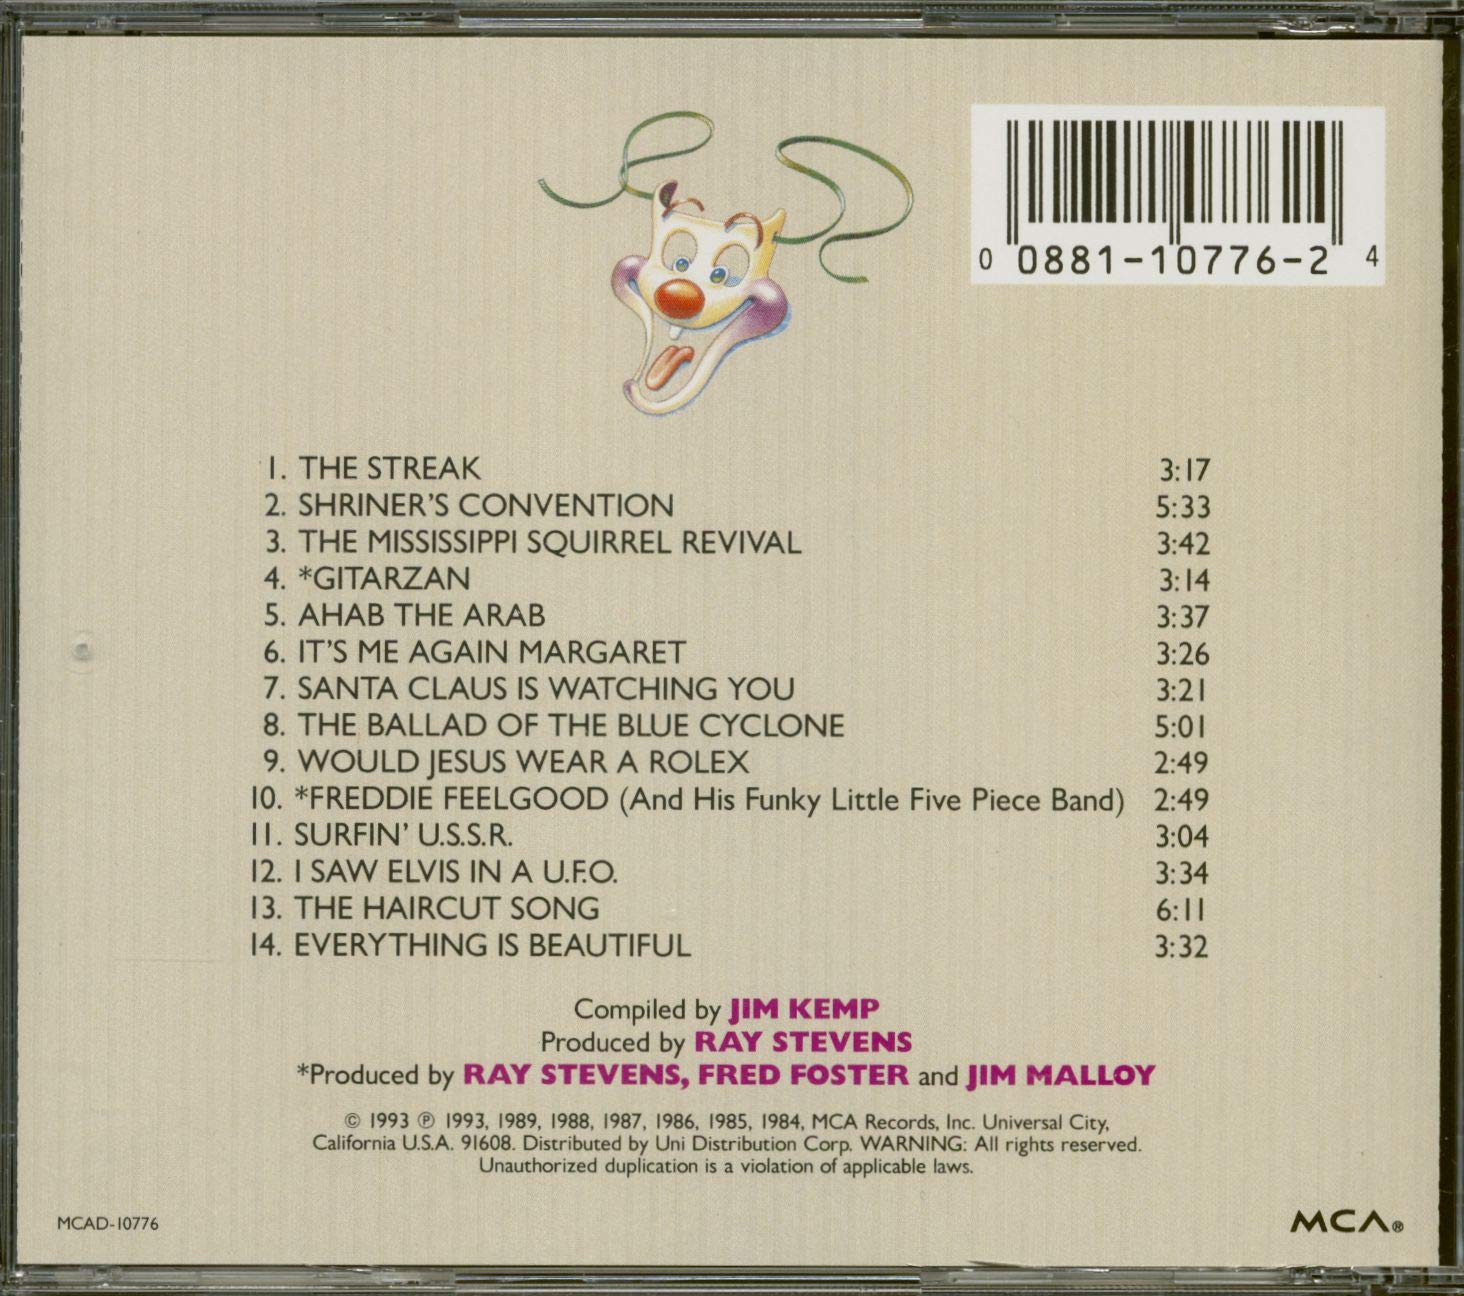 0 0881-10776-2 4
1. THE STREAK 3:17
2. SHRINER'S CONVENTION 5:33
3. THE MISSISSIPPI SQUIRREL REVIVAL 3:42
4. *GITARZAN 3:14
5. AHAB THE ARAB 3:37
6. IT'S ME AGAIN MARGARET 3:26
7. SANTA CLAUS IS WATCHING YOU 3:21
8. THE BALLAD OF THE BLUE CYCLONE 5:01
9. WOULD JESUS WEAR A ROLEX 2:49
10. *FREDDIE FEELGOOD (And His Funky Little Five Piece Band) 2:49
11. SURFIN' U.S.S.R. 3:04
12. I SAW ELVIS IN A U.F.O. 3:34
13. THE HAIRCUT SONG 6:11
14. EVERYTHING IS BEAUTIFUL 3:32
Compiled by JIM KEMP
Produced by RAY STEVENS
*Produced by RAY STEVENS, FRED FOSTER and JIM MALLOY
© 1993 ℗ 1993, 1989, 1988, 1987, 1986, 1985, 1984, MCA Records, Inc. Universal City,
California U.S.A. 91608. Distributed by Uni Distribution Corp. WARNING: All rights reserved.
Unauthorized duplication is a violation of applicable laws.
MCAD-10776
MCA®